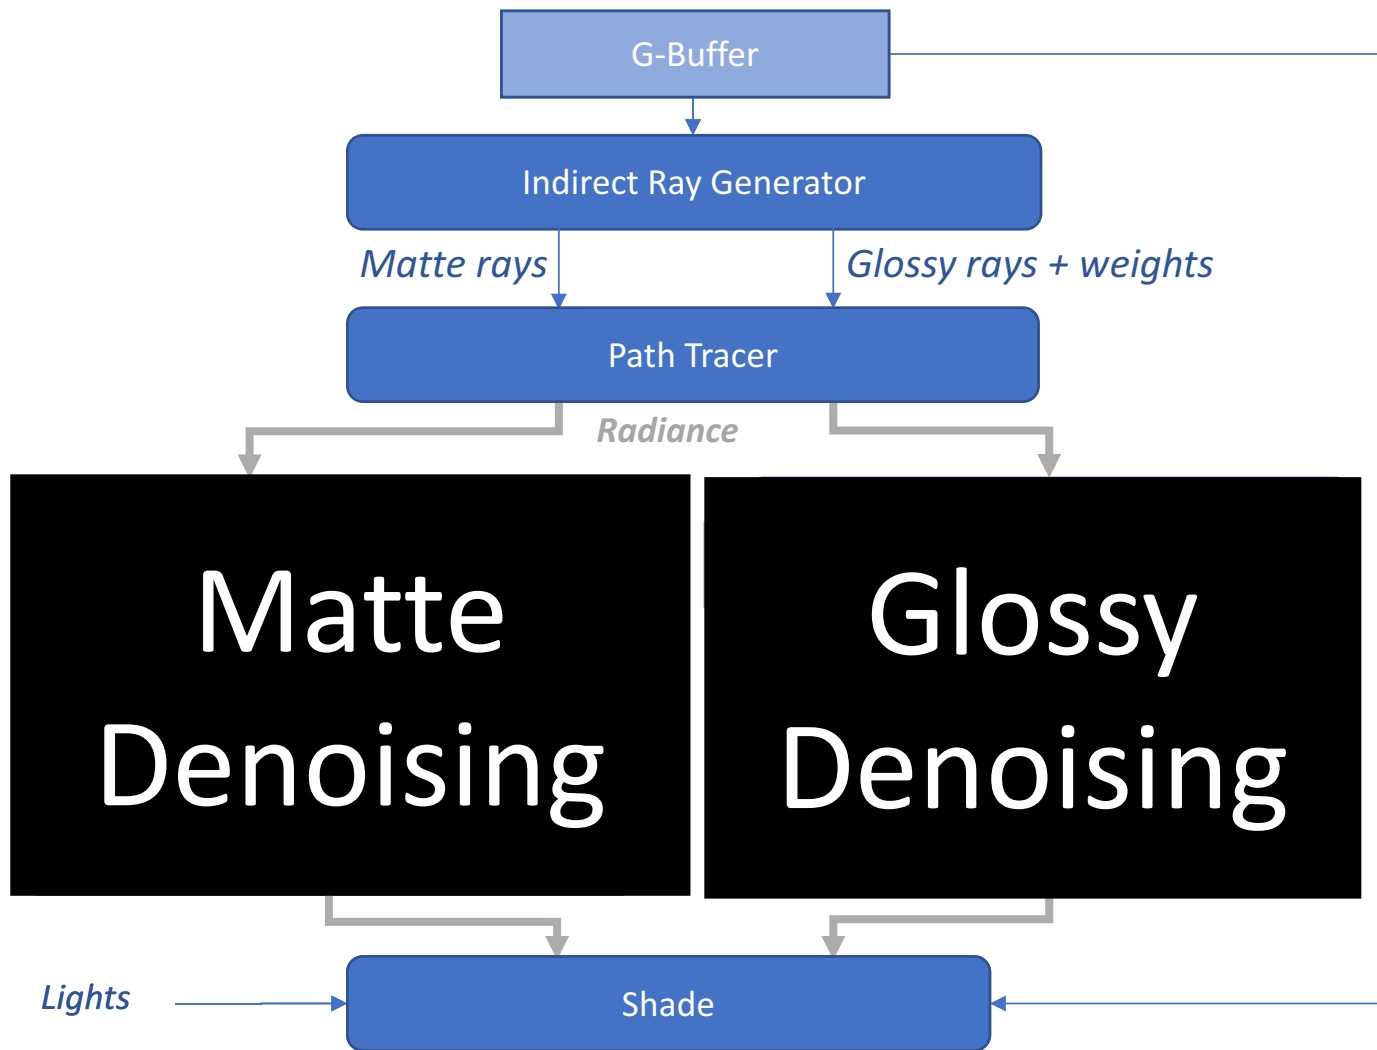 G-Buffer
Indirect Ray Generator
Matte rays
Glossy rays + weights
Path Tracer
Radiance
Matte
Denoising
Glossy
Denoising
Lights
Shade